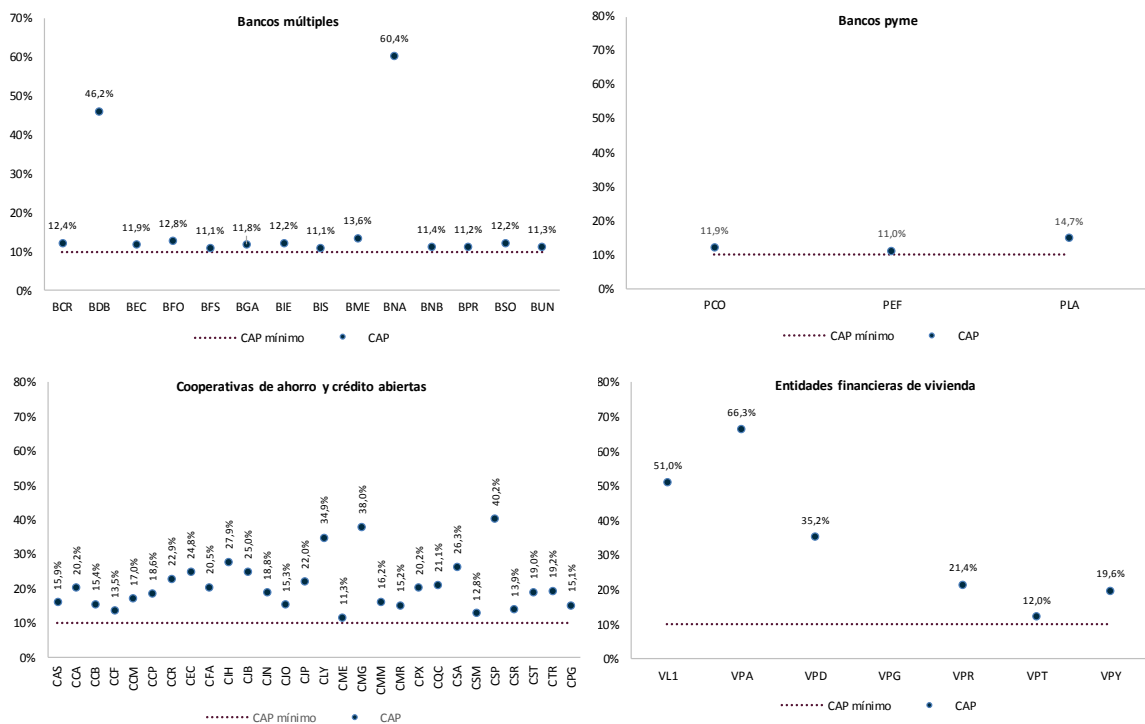 Bancos múltiples
70%
60%
50%
40%
30%
20%
10%
0%
12,4%
46,2%
11,9%
12,8%
11,1%
11,8%
12,2%
11,1%
13,6%
60,4%
11,4%
11,2%
12,2%
11,3%
BCR BDB BEC BFO BFS BGA BIE BIS BME BNA BNB BPR BSO BUN
CAP mínimo CAP
Bancos pyme
80%
70%
60%
50%
40%
30%
20%
10%
0%
11,9%
11,0%
14,7%
PCO PEF PLA
CAP mínimo CAP
Cooperativas de ahorro y crédito abiertas
80%
70%
60%
50%
40%
30%
20%
10%
0%
15,9%
20,2%
15,4%
13,5%
17,0%
18,6%
22,9%
24,8%
20,5%
27,9%
25,0%
18,8%
15,3%
22,0%
34,9%
11,3%
38,0%
16,2%
15,2%
20,2%
21,1%
26,3%
12,8%
40,2%
13,9%
19,0%
19,2%
15,1%
CAS
CCA
CCB
CCF
CCM
CCP
CCR
CEC
CFA
CIH
CJB
CJN
CJO
CJP
CLY
CME
CMG
CMM
CMR
CPX
CQC
CSA
CSM
CSP
CSR
CST
CTR
CPG
CAP mínimo CAP
Entidades financieras de vivienda
80%
70%
60%
50%
40%
30%
20%
10%
0%
51,0%
66,3%
35,2%
21,4%
12,0%
19,6%
VL1 VPA VPD VPG VPR VPT VPY
CAP mínimo CAP